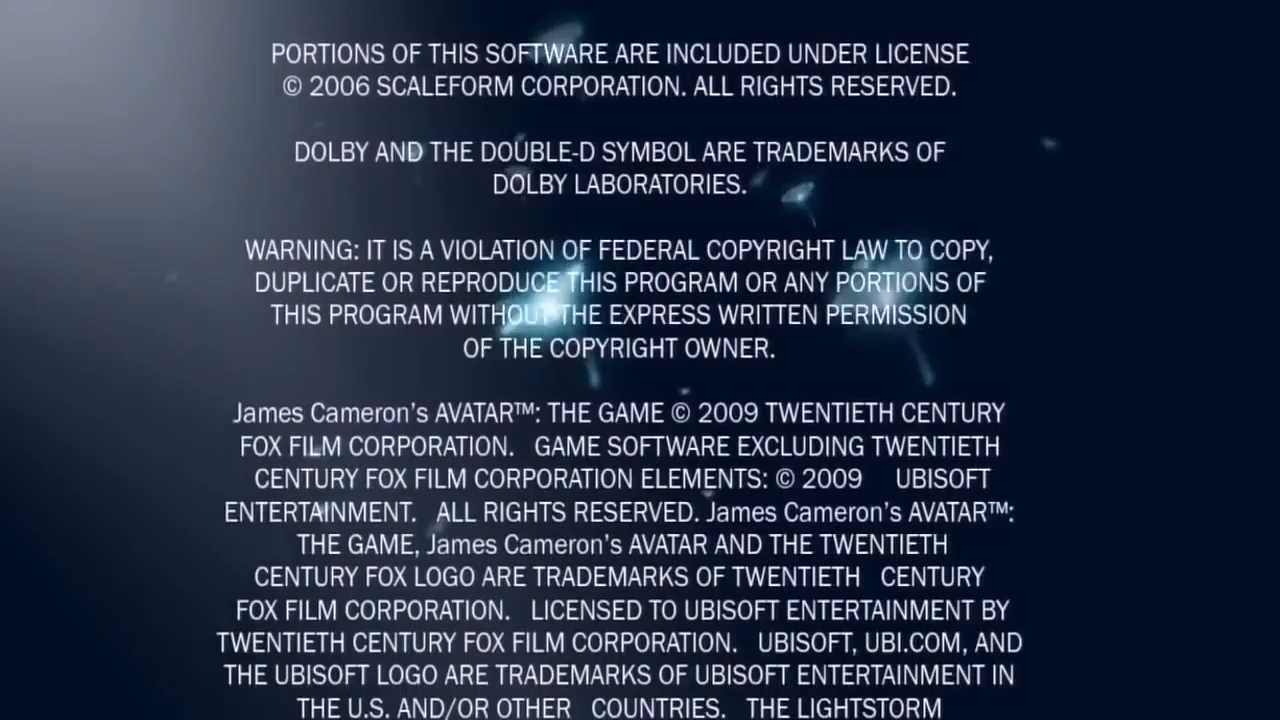 PORTIONS OF THIS SOFTWARE ARE INCLUDED UNDER LICENSE
© 2006 SCALEFORM CORPORATION. ALL RIGHTS RESERVED.
DOLBY AND THE DOUBLE-D SYMBOL ARE TRADEMARKS OF
DOLBY LABORATORIES.
WARNING: IT IS A VIOLATION OF FEDERAL COPYRIGHT LAW TO COPY,
DUPLICATE OR REPRODUCE THIS PROGRAM OR ANY PORTIONS OF
THIS PROGRAM WITHOUT THE EXPRESS WRITTEN PERMISSION
OF THE COPYRIGHT OWNER.
James Cameron's AVATAR™: THE GAME © 2009 TWENTIETH CENTURY
FOX FILM CORPORATION. GAME SOFTWARE EXCLUDING TWENTIETH
CENTURY FOX FILM CORPORATION ELEMENTS: © 2009 UBISOFT
ENTERTAINMENT. ALL RIGHTS RESERVED. James Cameron's AVATAR™:
THE GAME, James Cameron's AVATAR AND THE TWENTIETH
CENTURY FOX LOGO ARE TRADEMARKS OF TWENTIETH CENTURY
FOX FILM CORPORATION. LICENSED TO UBISOFT ENTERTAINMENT BY
TWENTIETH CENTURY FOX FILM CORPORATION. UBISOFT, UBI.COM, AND
THE UBISOFT LOGO ARE TRADEMARKS OF UBISOFT ENTERTAINMENT IN
THE U.S. AND/OR OTHER COUNTRIES. THE LIGHTSTORM